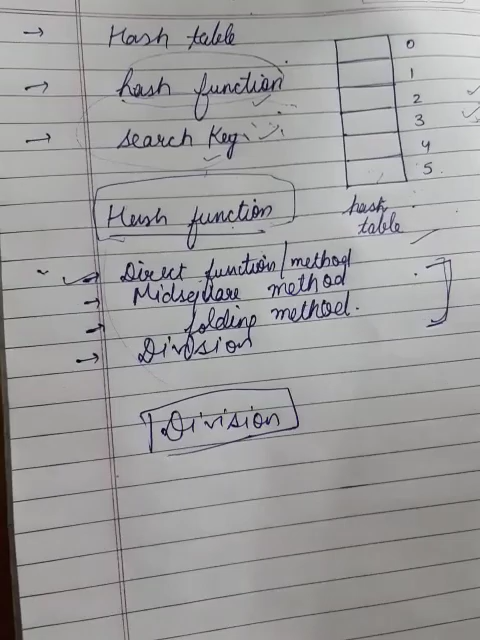 → Hash table
→ hash function
→ search key
0
1
2
3
4
5
hash
table
Hash function
→ Direct function/method
→ Midsquare method
→ folding method.
→ Division
Division